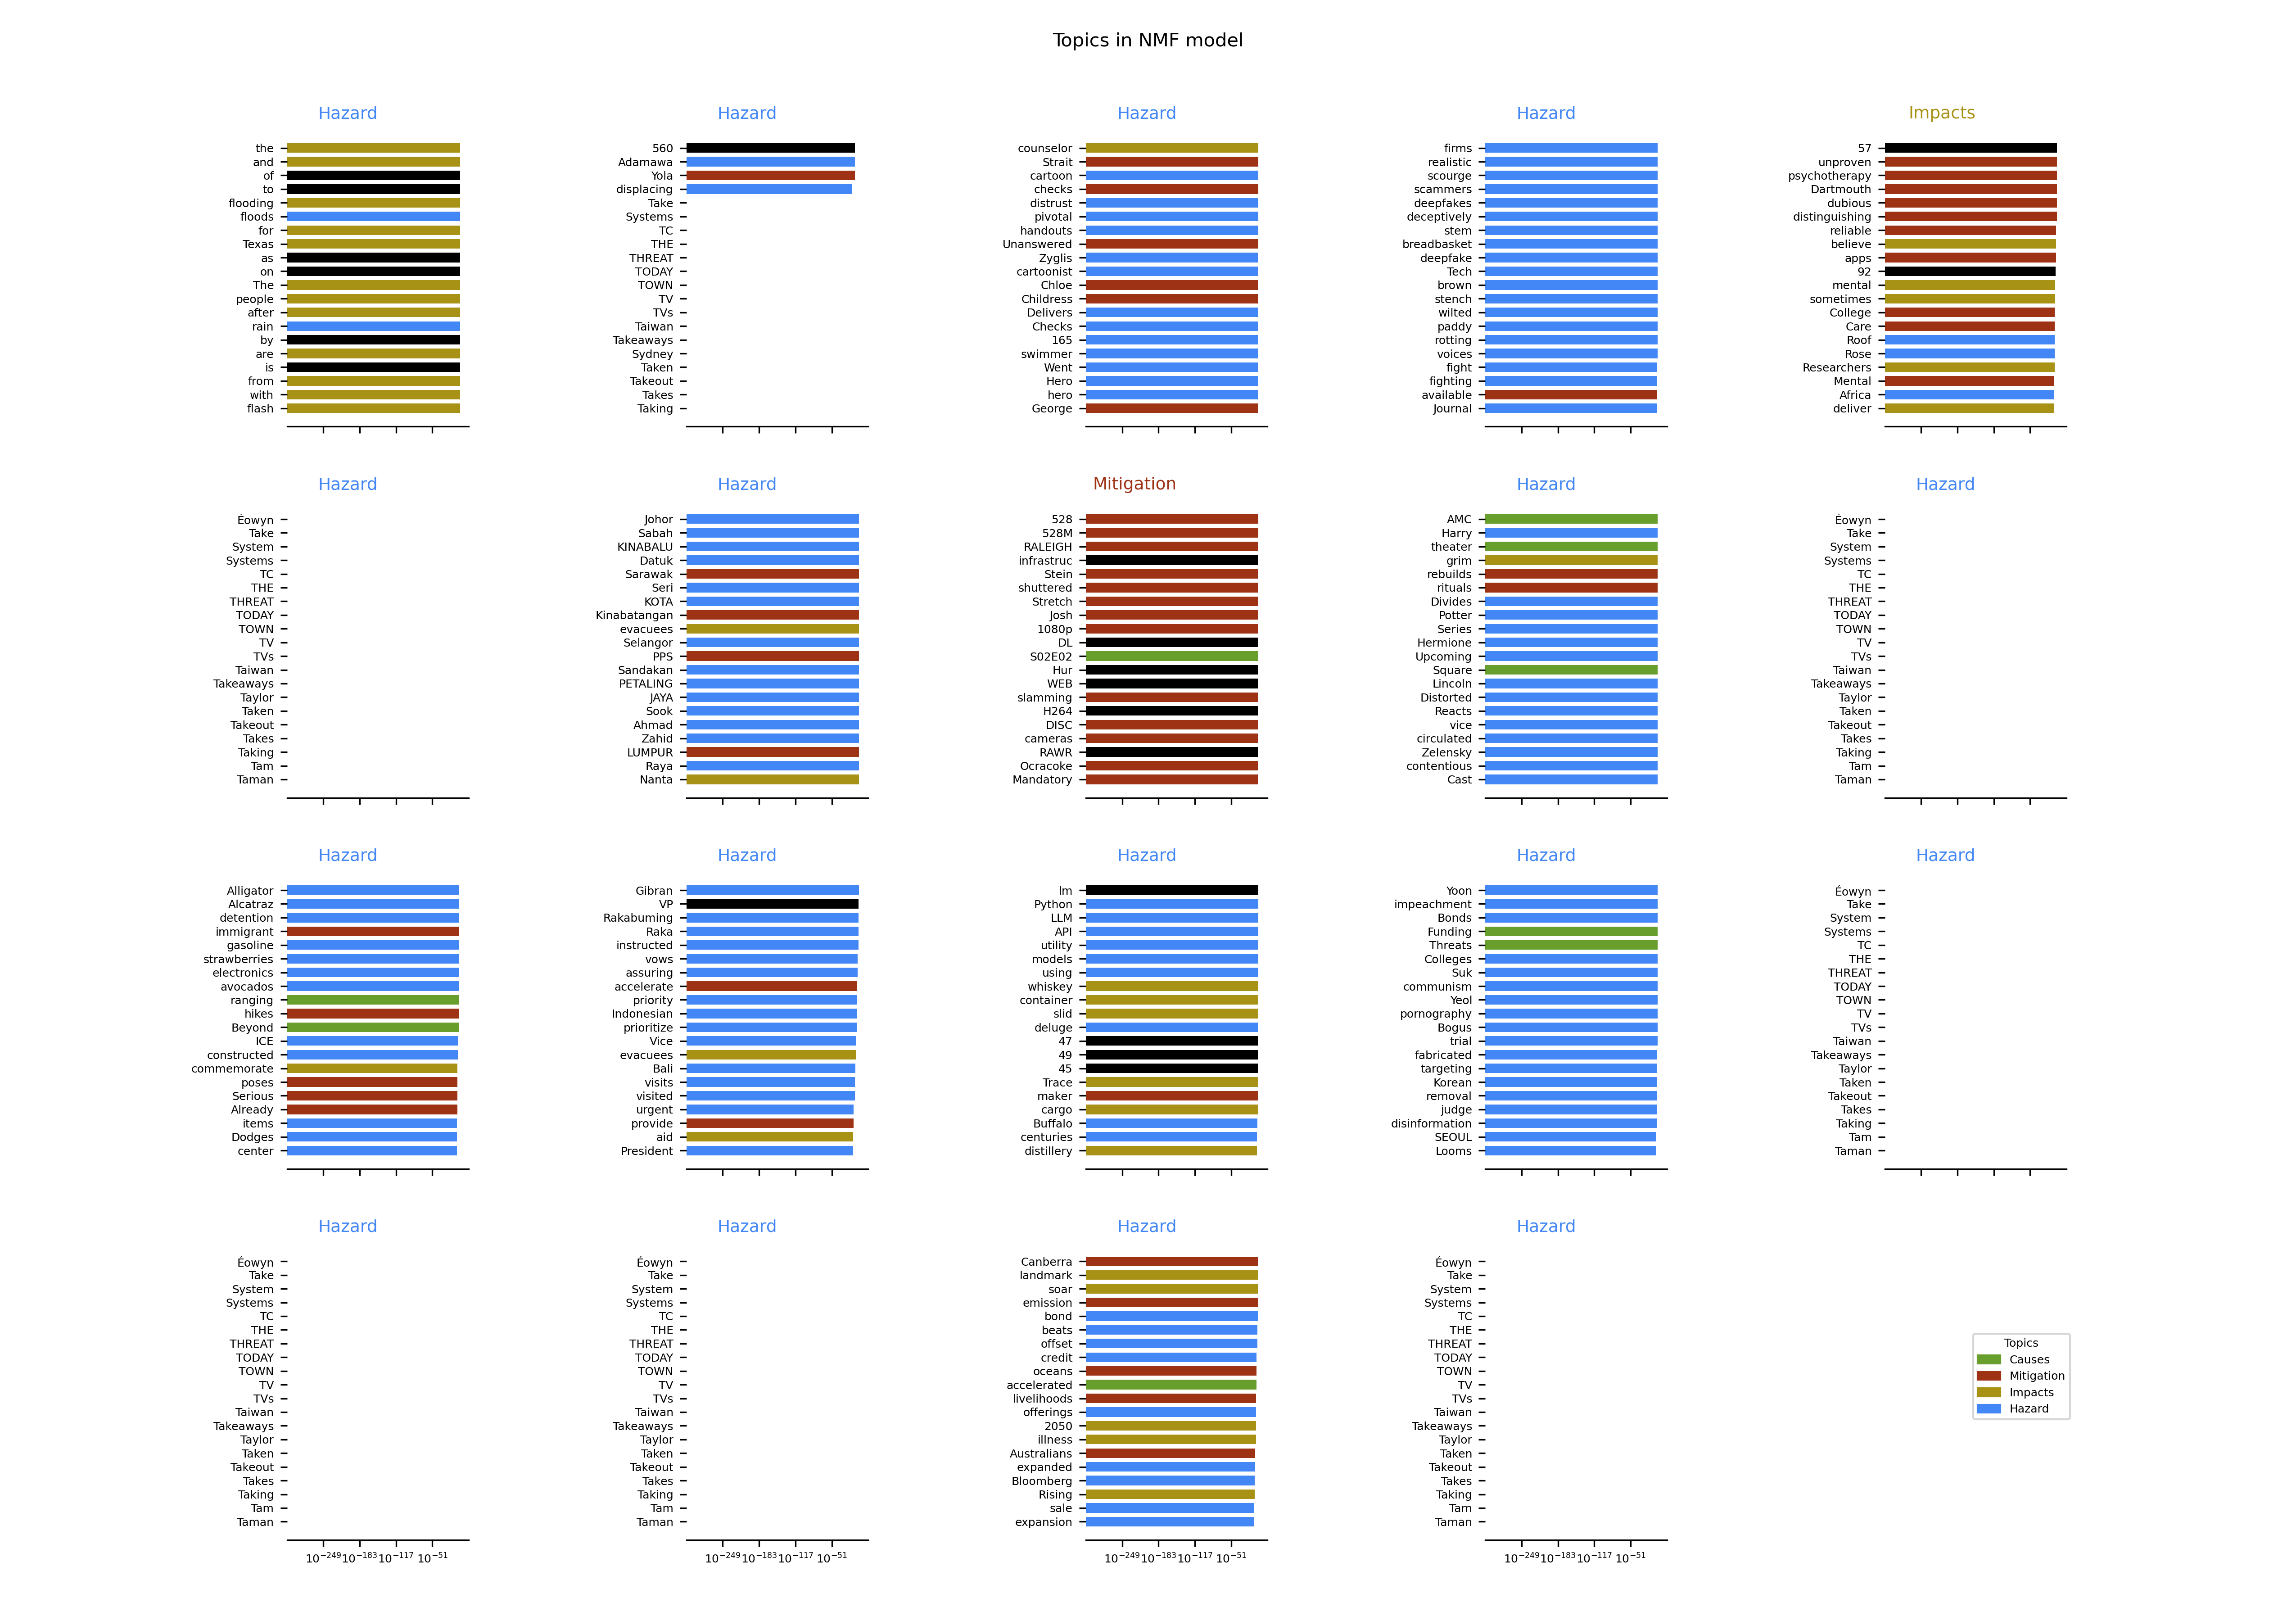 Topics in NMF model
Hazard
the
and
of
to
flooding
floods
for
Texas
as
on
The
people
after
rain
by
are
is
from
with
flash
Hazard
560
Adamawa
Yola
displacing
Take
Systems
TC
THE
THREAT
TODAY
TOWN
TV
TVs
Taiwan
Takeaways
Sydney
Taken
Takeout
Takes
Taking
Hazard
counselor
Strait
cartoon
checks
distrust
pivotal
handouts
Unanswered
Zyglis
cartoonist
Chloe
Childress
Delivers
Checks
165
swimmer
Went
Hero
hero
George
Hazard
firms
realistic
scourge
scammers
deepfakes
deceptively
stem
breadbasket
deepfake
Tech
brown
stench
wilted
paddy
rotting
voices
fight
fighting
available
Journal
Impacts
57
unproven
psychotherapy
Dartmouth
dubious
distinguishing
reliable
believe
apps
92
mental
sometimes
College
Care
Roof
Rose
Researchers
Mental
Africa
deliver
Hazard
Éowyn
Take
System
Systems
TC
THE
THREAT
TODAY
TOWN
TV
TVs
Taiwan
Takeaways
Taylor
Taken
Takeout
Takes
Taking
Tam
Taman
Hazard
Johor
Sabah
KINABALU
Datuk
Sarawak
Seri
KOTA
Kinabatangan
evacuees
Selangor
PPS
Sandakan
PETALING
JAYA
Sook
Ahmad
Zahid
LUMPUR
Raya
Nanta
Mitigation
528
528M
RALEIGH
infrastruc
Stein
shuttered
Stretch
Josh
1080p
DL
S02E02
Hur
WEB
slamming
H264
DISC
cameras
RAWR
Ocracoke
Mandatory
Hazard
AMC
Harry
theater
grim
rebuilds
rituals
Divides
Potter
Series
Hermione
Upcoming
Square
Lincoln
Distorted
Reacts
vice
circulated
Zelensky
contentious
Cast
Hazard
Éowyn
Take
System
Systems
TC
THE
THREAT
TODAY
TOWN
TV
TVs
Taiwan
Takeaways
Taylor
Taken
Takeout
Takes
Taking
Tam
Taman
Hazard
Alligator
Alcatraz
detention
immigrant
gasoline
strawberries
electronics
avocados
ranging
hikes
Beyond
ICE
constructed
commemorate
poses
Serious
Already
items
Dodges
center
Hazard
Gibran
VP
Rakabuming
Raka
instructed
vows
assuring
accelerate
priority
Indonesian
prioritize
Vice
evacuees
Bali
visits
visited
urgent
provide
aid
President
Hazard
lm
Python
LLM
API
utility
models
using
whiskey
container
slid
deluge
47
49
45
Trace
maker
cargo
Buffalo
centuries
distillery
Hazard
Yoon
impeachment
Bonds
Funding
Threats
Colleges
Suk
communism
Yeol
pornography
Bogus
trial
fabricated
targeting
Korean
removal
judge
disinformation
SEOUL
Looms
Hazard
Éowyn
Take
System
Systems
TC
THE
THREAT
TODAY
TOWN
TV
TVs
Taiwan
Takeaways
Taylor
Taken
Takeout
Takes
Taking
Tam
Taman
Hazard
Éowyn
Take
System
Systems
TC
THE
THREAT
TODAY
TOWN
TV
TVs
Taiwan
Takeaways
Taylor
Taken
Takeout
Takes
Taking
Tam
Taman
10⁻²⁴⁹ 10⁻¹⁸³ 10⁻¹¹⁷ 10⁻⁵¹
Hazard
Éowyn
Take
System
Systems
TC
THE
THREAT
TODAY
TOWN
TV
TVs
Taiwan
Takeaways
Taylor
Taken
Takeout
Takes
Taking
Tam
Taman
10⁻²⁴⁹ 10⁻¹⁸³ 10⁻¹¹⁷ 10⁻⁵¹
Hazard
Canberra
landmark
soar
emission
bond
beats
offset
credit
oceans
accelerated
livelihoods
offerings
2050
illness
Australians
expanded
Bloomberg
Rising
sale
expansion
10⁻²⁴⁹ 10⁻¹⁸³ 10⁻¹¹⁷ 10⁻⁵¹
Hazard
Éowyn
Take
System
Systems
TC
THE
THREAT
TODAY
TOWN
TV
TVs
Taiwan
Takeaways
Taylor
Taken
Takeout
Takes
Taking
Tam
Taman
10⁻²⁴⁹ 10⁻¹⁸³ 10⁻¹¹⁷ 10⁻⁵¹
Topics
Causes
Mitigation
Impacts
Hazard